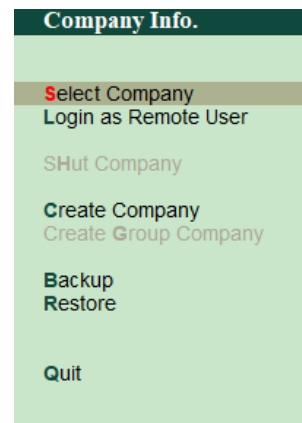 Company Info.
Select Company
Login as Remote User
SHut Company
Create Company
Create Group Company
Backup
Restore
Quit